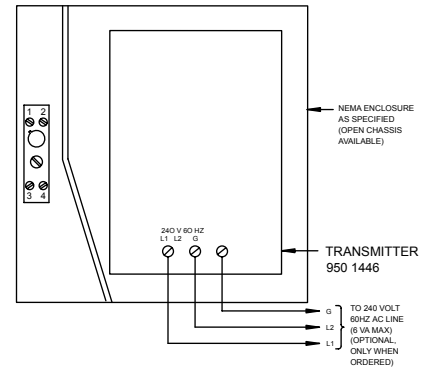 1 2
3 4
NEMA ENCLOSURE
AS SPECIFIED
(OPEN CHASSIS
AVAILABLE)
240 V 60 HZ
L1 L2 G
TRANSMITTER
950 1446
G
L2
L1
TO 240 VOLT
60HZ AC LINE
(6 VA MAX)
(OPTIONAL,
ONLY WHEN
ORDERED)